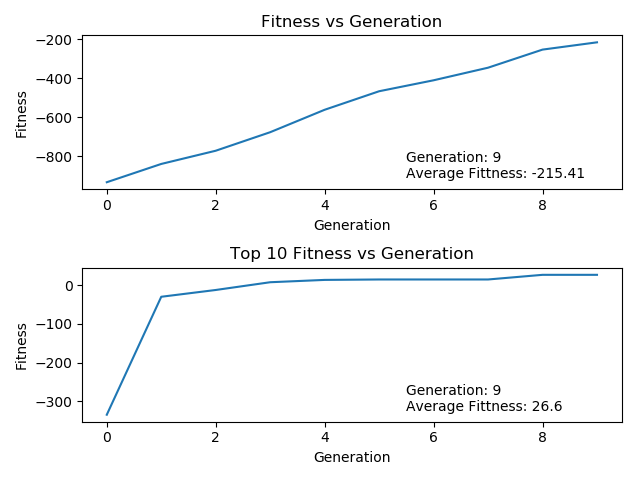 Fitness vs Generation
−200
−400
−600
−800
Fitness
Generation: 9
Average Fittness: -215.41
0 2 4 6 8
Generation
Top 10 Fitness vs Generation
0
−100
−200
−300
Fitness
Generation: 9
Average Fittness: 26.6
0 2 4 6 8
Generation